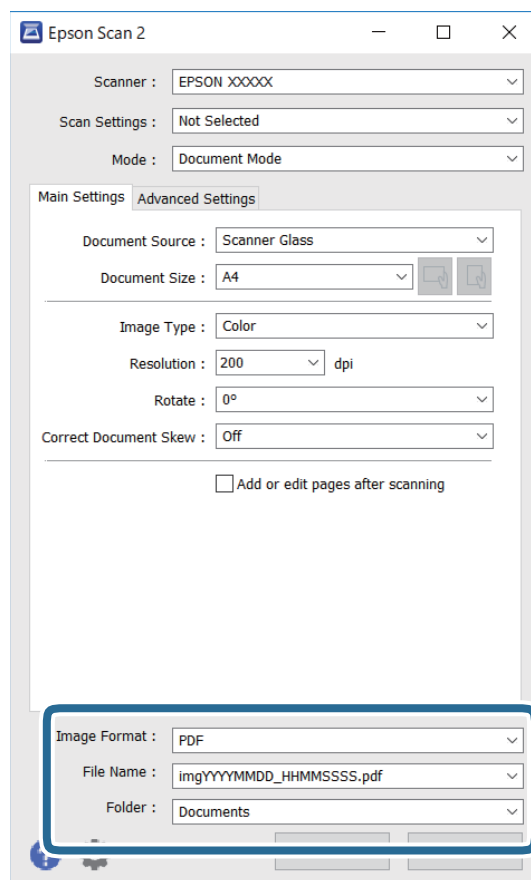 Epson Scan 2
Scanner : EPSON XXXXX
Scan Settings : Not Selected
Mode : Document Mode
Main Settings Advanced Settings
Document Source : Scanner Glass
Document Size : A4
Image Type : Color
Resolution : 200 dpi
Rotate : 0°
Correct Document Skew : Off
Add or edit pages after scanning
Image Format : PDF
File Name : imgYYYYMMDD_HHMMSSSS.pdf
Folder : Documents